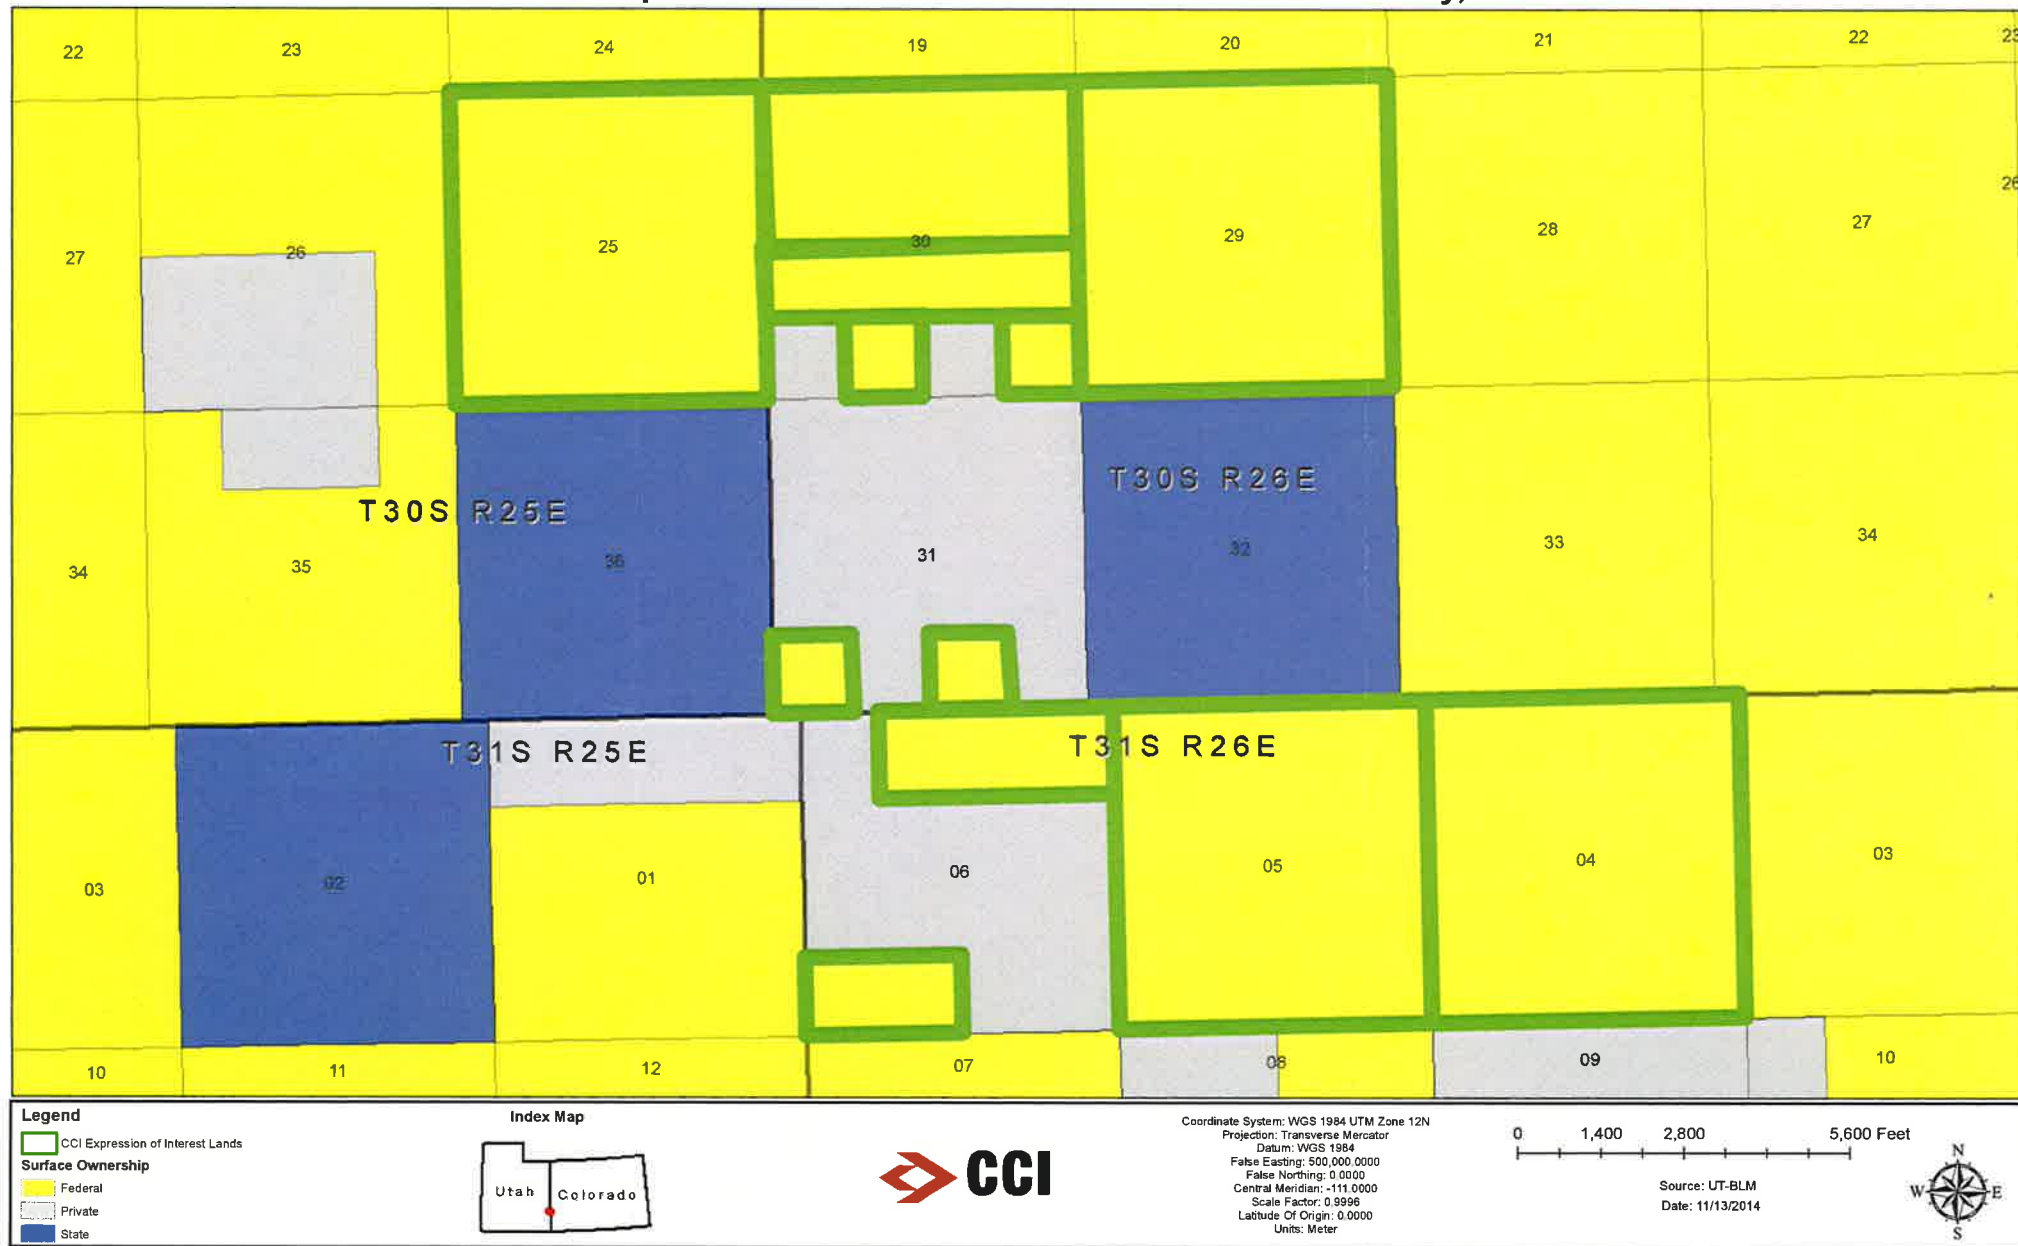 22 23 24 19 20 21 22 23
27 26 25 30 29 28 27 26
T30S R25E T30S R26E
34 35 36 31 32 33 34
T31S R25E T31S R26E
03 02 01 06 05 04 03
10 11 12 07 08 09 10
Legend
CCI Expression of Interest Lands
Surface Ownership
Federal
Private
State
Index Map
Utah Colorado
CCI
Coordinate System: WGS 1984 UTM Zone 12N
Projection: Transverse Mercator
Datum: WGS 1984
False Easting: 500,000.0000
False Northing: 0.0000
Central Meridian: -111.0000
Scale Factor: 0.9996
Latitude Of Origin: 0.0000
Units: Meter
0 1,400 2,800 5,600 Feet
Source: UT-BLM
Date: 11/13/2014
N
W E
S